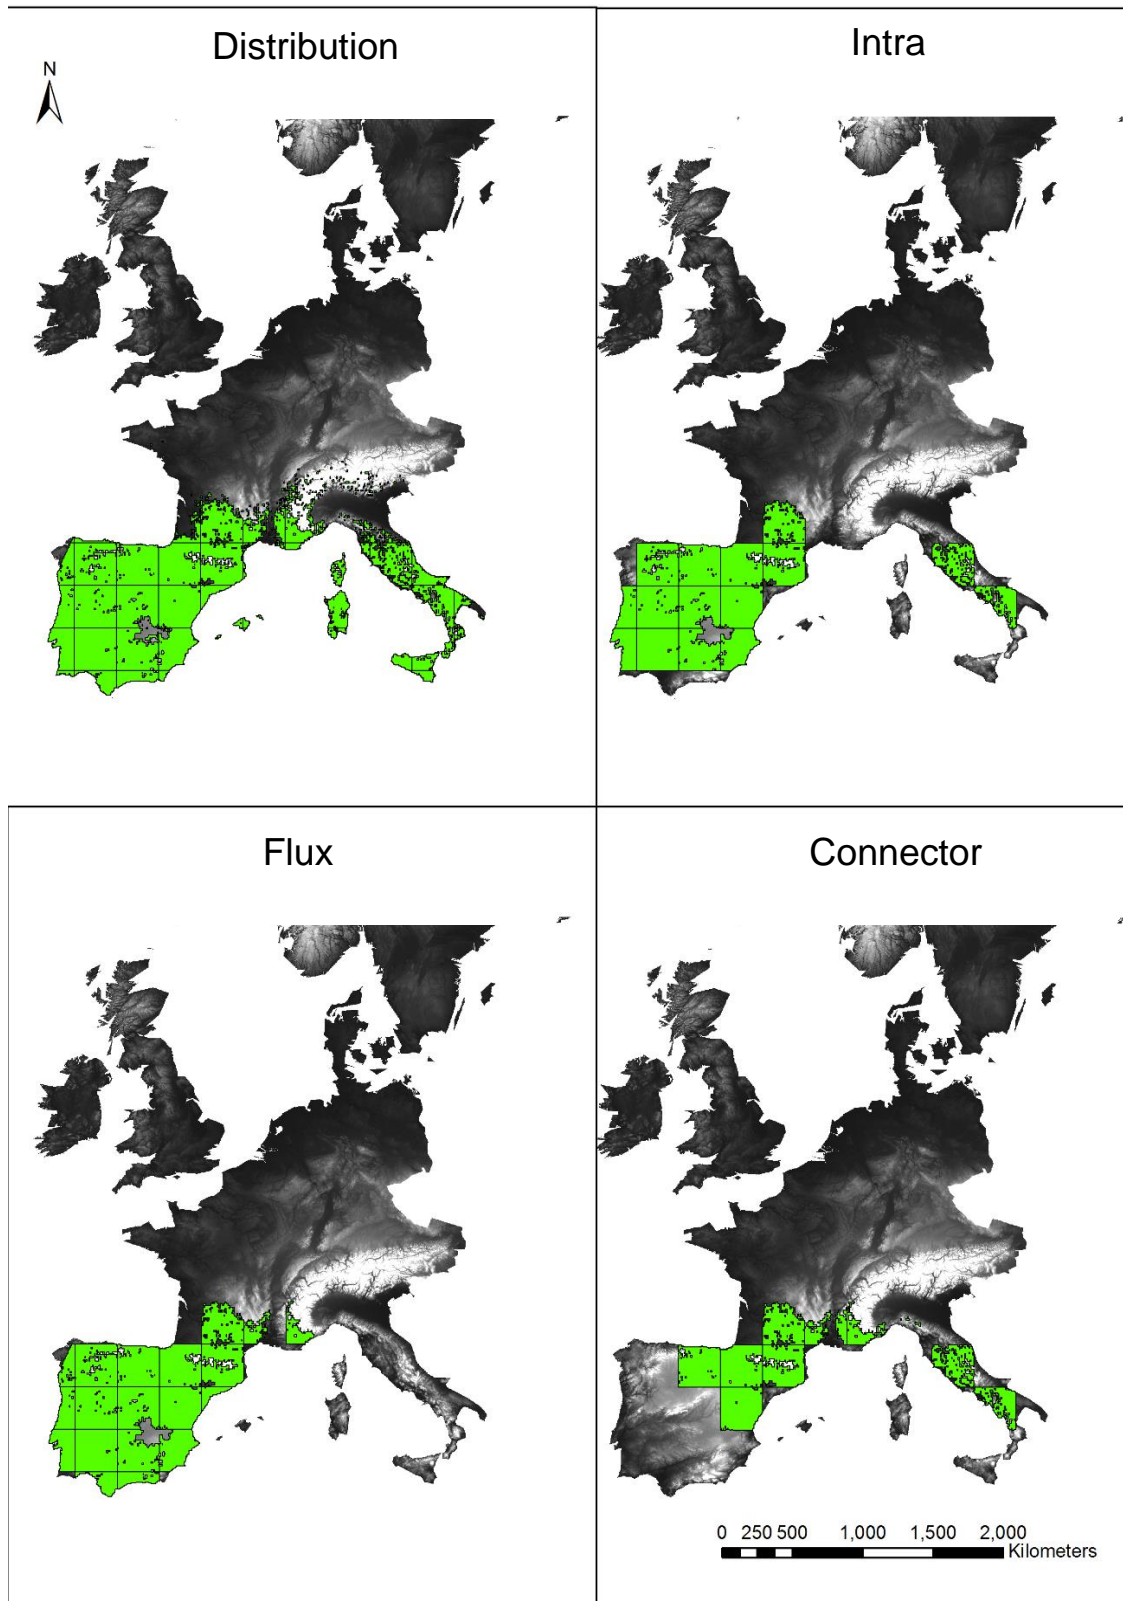 Distribution
Intra
N
Flux
Connector
0 250 500 1,000 1,500 2,000
Kilometers